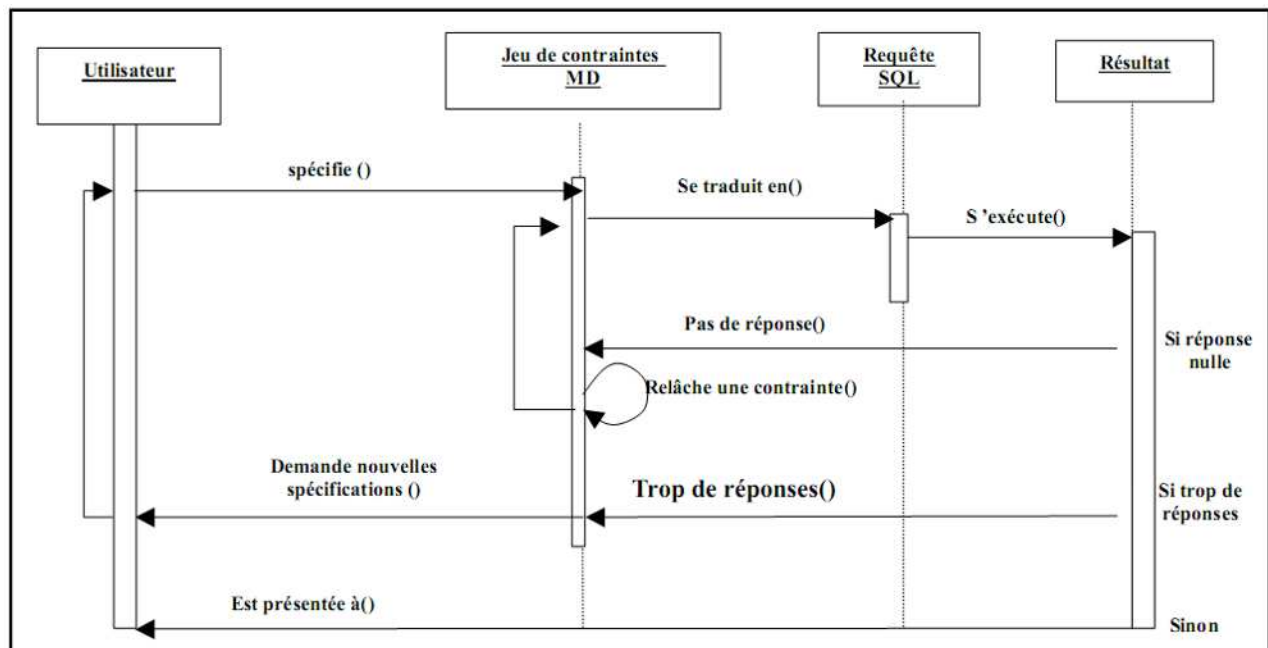 Utilisateur
Jeu de contraintes
MD
Requête
SQL
Résultat
spécifie ()
Se traduit en()
S ’exécute()
Pas de réponse()
Si réponse
nulle
Relâche une contrainte()
Demande nouvelles
spécifications ()
Trop de réponses()
Si trop de
réponses
Est présentée à()
Sinon